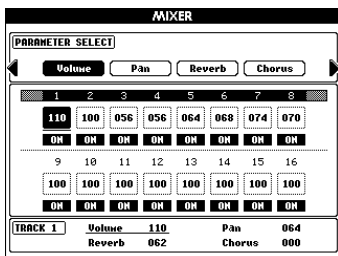 MIXER
PARAMETER SELECT
Volume Pan Reverb Chorus
1 2 3 4 5 6 7 8
110 100 056 056 064 068 074 070
ON ON ON ON ON ON ON ON
9 10 11 12 13 14 15 16
100 100 100 100 100 100 100 100
ON ON ON ON ON ON ON ON
TRACK 1 Volume 110 Pan 064
Reverb 062 Chorus 000